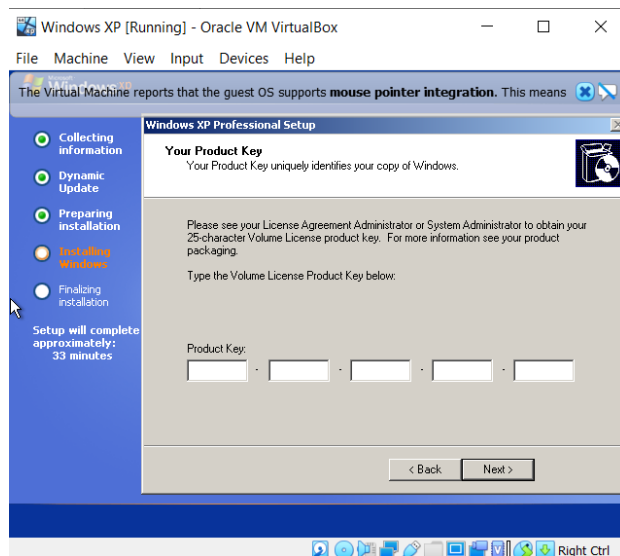 Windows XP [Running] - Oracle VM VirtualBox
File Machine View Input Devices Help
The Virtual Machine reports that the guest OS supports mouse pointer integration. This means
Collecting
information
Dynamic
Update
Preparing
installation
Installing
Windows
Finalizing
installation
Setup will complete
approximately:
33 minutes
Windows XP Professional Setup
Your Product Key
Your Product Key uniquely identifies your copy of Windows.
Please see your License Agreement Administrator or System Administrator to obtain your
25-character Volume License product key. For more information see your product
packaging.
Type the Volume License Product Key below:
Product Key:
- - - -
< Back Next >
Right Ctrl